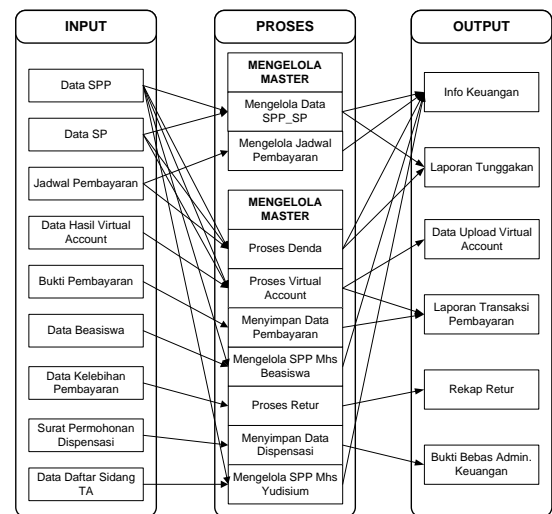 INPUT
Data SPP
Data SP
Jadwal Pembayaran
Data Hasil Virtual
Account
Bukti Pembayaran
Data Beasiswa
Data Kelebihan
Pembayaran
Surat Permohonan
Dispensasi
Data Daftar Sidang
TA
PROSES
MENGELOLA
MASTER
Mengelola Data
SPP_SP
Mengelola Jadwal
Pembayaran
MENGELOLA
MASTER
Proses Denda
Proses Virtual
Account
Menyimpan Data
Pembayaran
Mengelola SPP Mhs
Beasiswa
Proses Retur
Menyimpan Data
Dispensasi
Mengelola SPP Mhs
Yudisium
OUTPUT
Info Keuangan
Laporan Tunggakan
Data Upload Virtual
Account
Laporan Transaksi
Pembayaran
Rekap Retur
Bukti Bebas Admin.
Keuangan